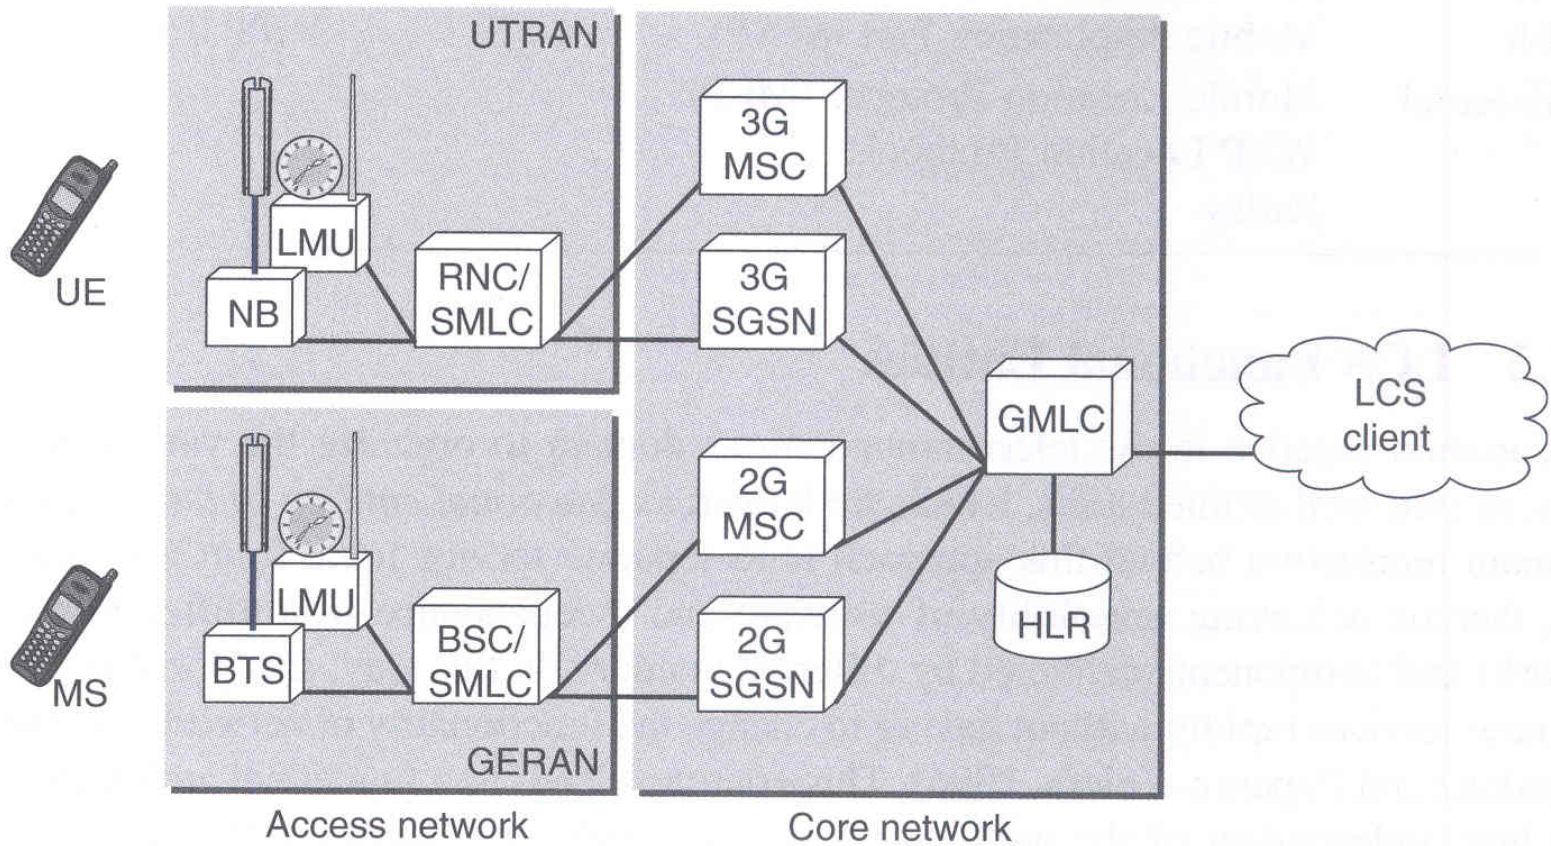 UTRAN
3G
MSC
LMU
UE
NB
RNC/
SMLC
3G
SGSN
GMLC
LCS
client
2G
MSC
LMU
HLR
BTS
MS
BSC/
SMLC
2G
SGSN
GERAN
Access network
Core network